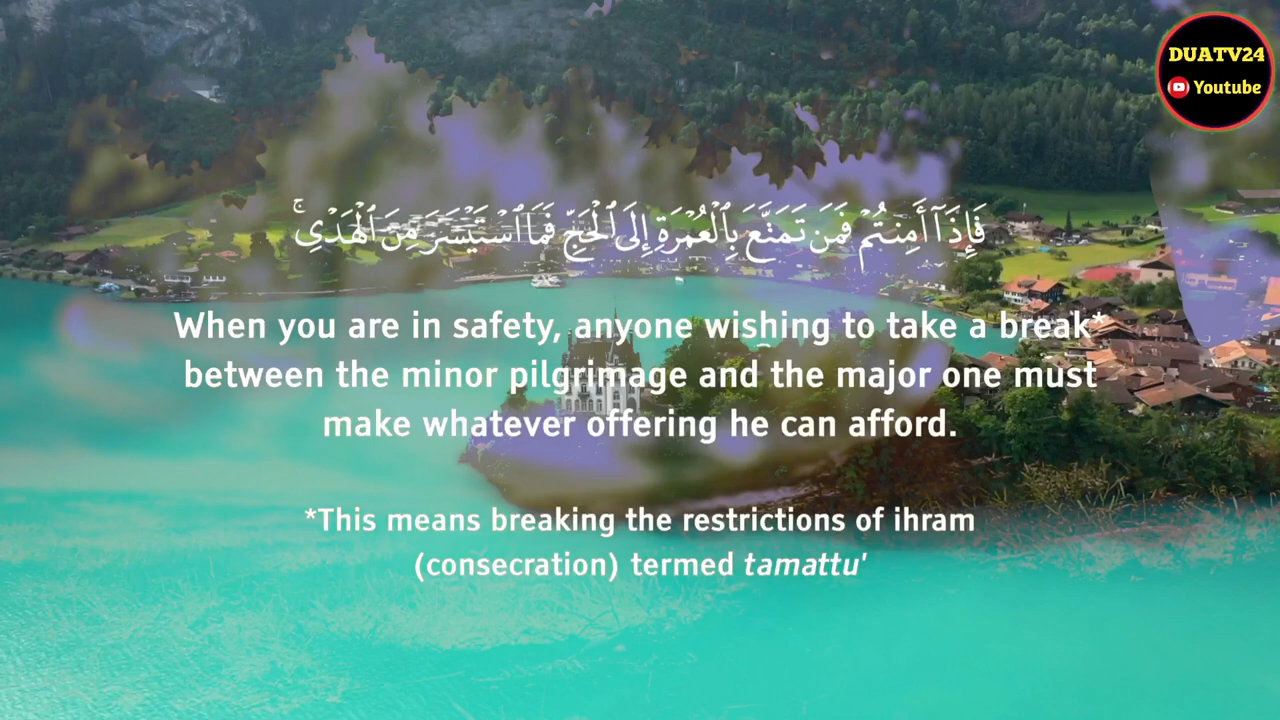 DUATV24
Youtube
فَإِذَآ أَمِنتُمْ فَمَن تَمَتَّعَ بِٱلْعُمْرَةِ إِلَى ٱلْحَجِّ فَمَا ٱسْتَيْسَرَ مِنَ ٱلْهَدْىِ ۚ
When you are in safety, anyone wishing to take a break*
between the minor pilgrimage and the major one must
make whatever offering he can afford.
*This means breaking the restrictions of ihram
(consecration) termed tamattu'